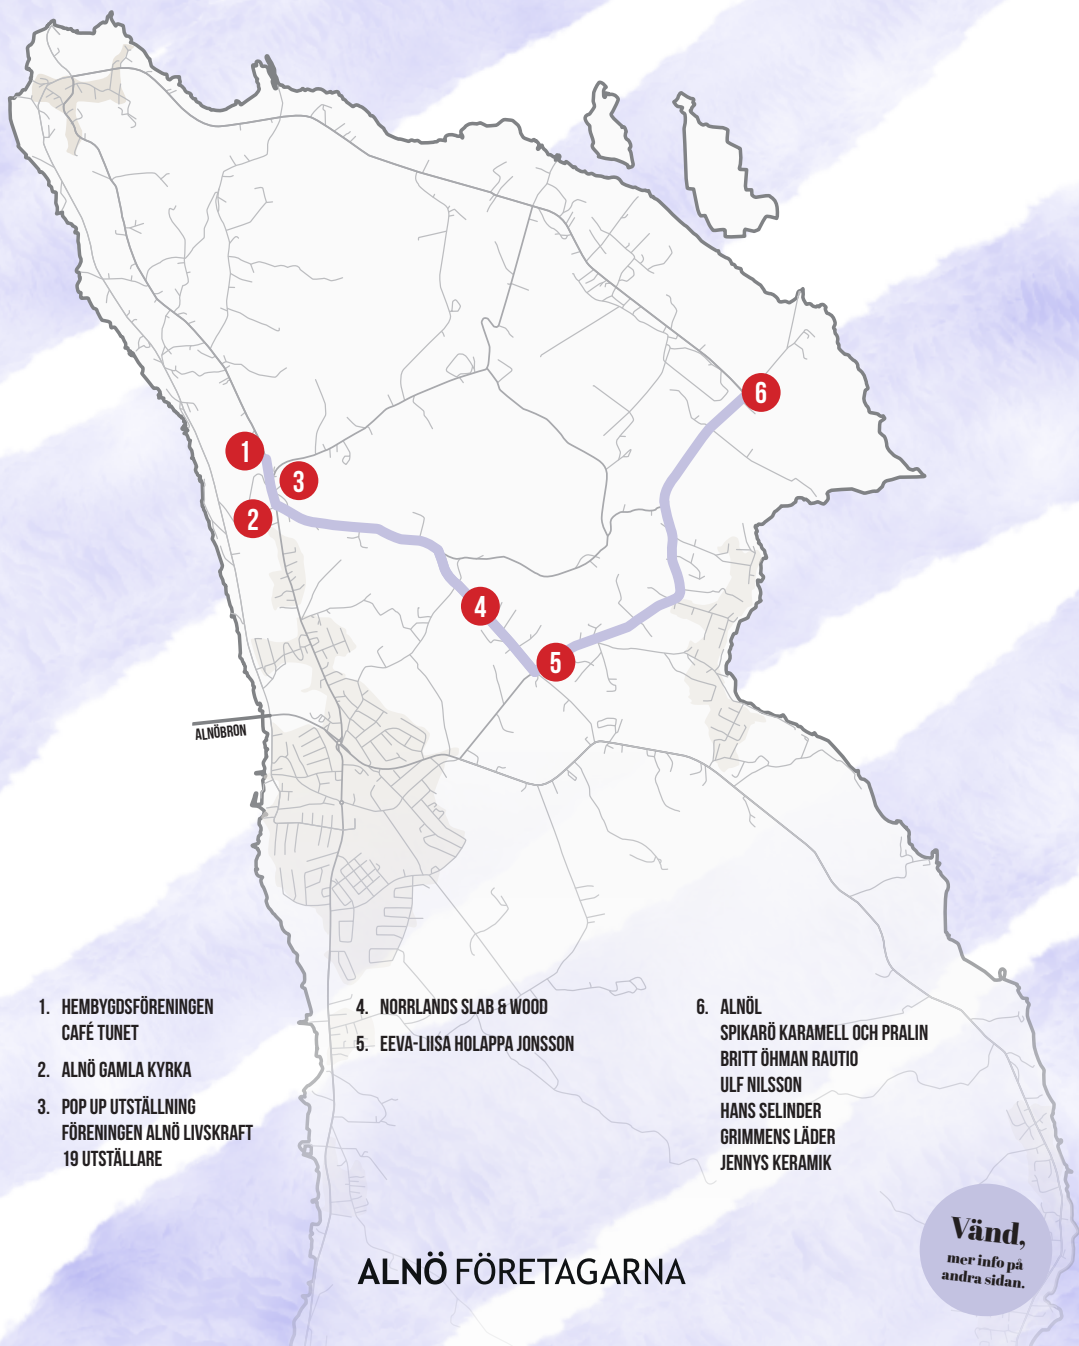 6
1
3
2
4
5
ALNÖBRON
1. HEMBYGDSFÖRENINGEN
CAFÉ TUNET
2. ALNÖ GAMLA KYRKA
3. POP UP UTSTÄLLNING
FÖRENINGEN ALNÖ LIVSKRAFT
19 UTSTÄLLARE
4. NORRLANDS SLAB & WOOD
5. EEVA-LIISA HOLAPPA JONSSON
6. ALNÖL
SPIKARÖ KARAMELL OCH PRALIN
BRITT ÖHMAN RAUTIO
ULF NILSSON
HANS SELINDER
GRIMMENS LÄDER
JENNYS KERAMIK
Vänd,
mer info på
andra sidan.
ALNÖ FÖRETAGARNA